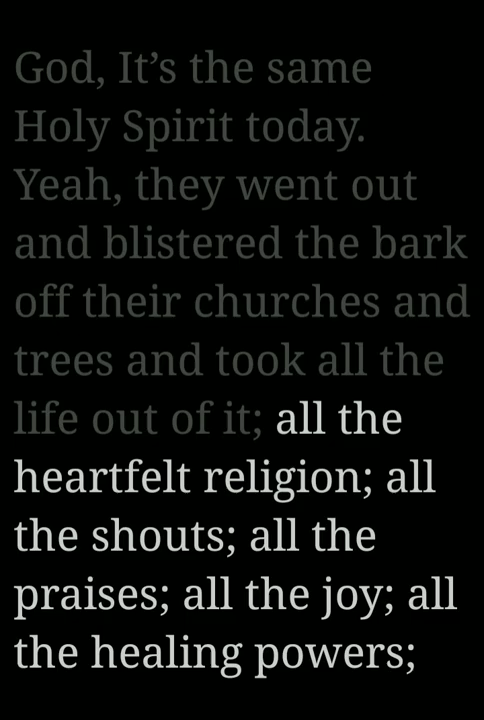 God, It’s the same
Holy Spirit today.
Yeah, they went out
and blistered the bark
off their churches and
trees and took all the
life out of it; all the
heartfelt religion; all
the shouts; all the
praises; all the joy; all
the healing powers;